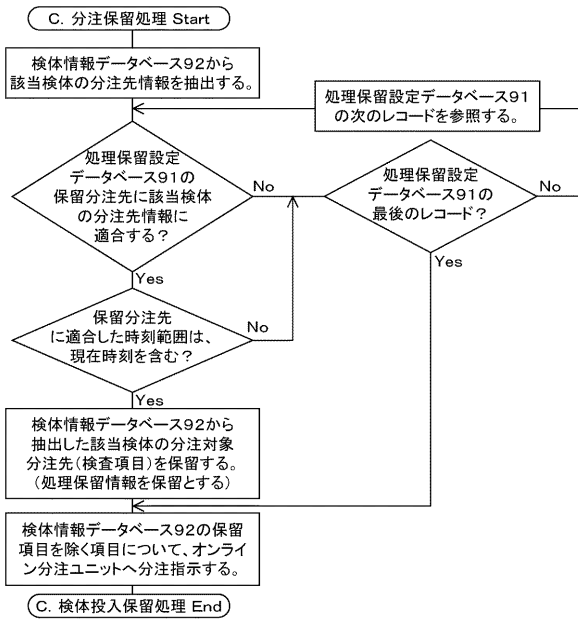 C. 分注保留処理 Start
検体情報データベース92から
該当検体の分注先情報を抽出する。
処理保留設定データベース91
の次のレコードを参照する。
処理保留設定
データベース91の
保留分注先に該当検体
の分注先情報に
適合する?
No
処理保留設定
データベース91の
最後のレコード?
No
Yes
Yes
保留分注先
に適合した時刻範囲は、
現在時刻を含む?
No
Yes
検体情報データベース92から
抽出した該当検体の分注対象
分注先(検査項目)を保留する。
(処理保留情報を保留とする)
検体情報データベース92の保留
項目を除く項目について、オンライ
ン分注ユニットへ分注指示する。
C. 検体投入保留処理 End